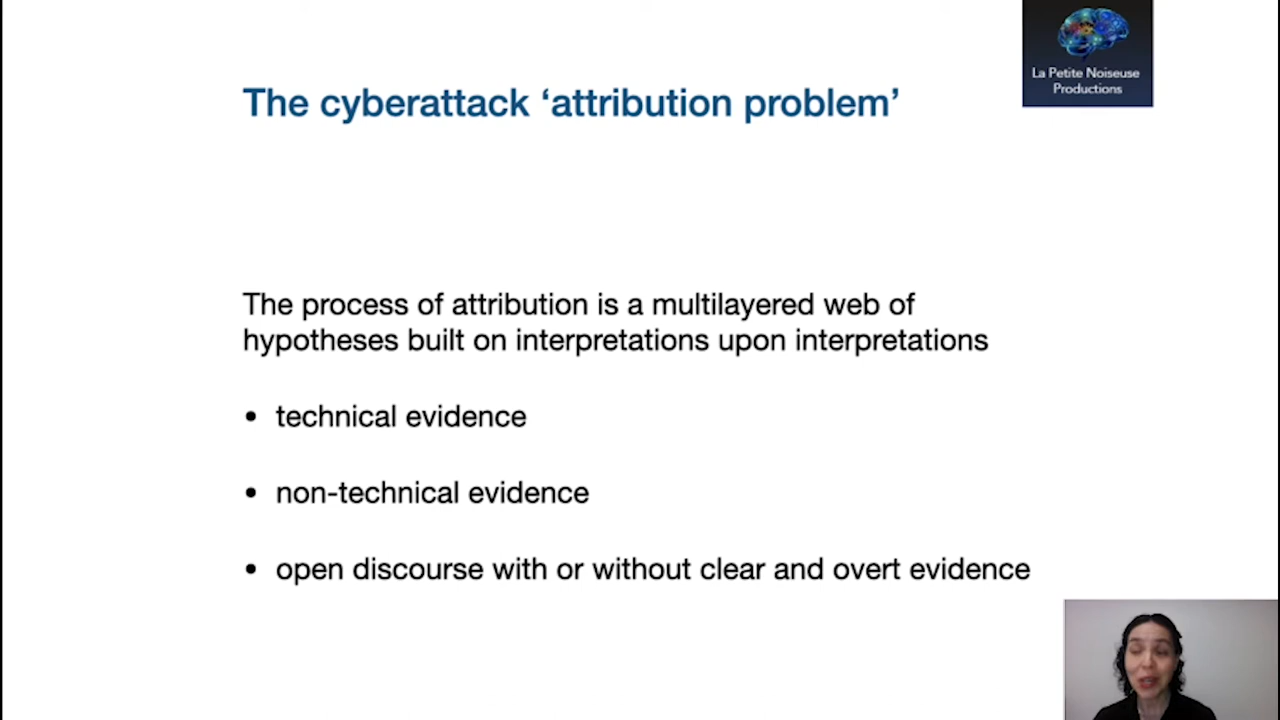 La Petite Noiseuse
Productions
The cyberattack ‘attribution problem’
The process of attribution is a multilayered web of
hypotheses built on interpretations upon interpretations
• technical evidence
• non-technical evidence
• open discourse with or without clear and overt evidence